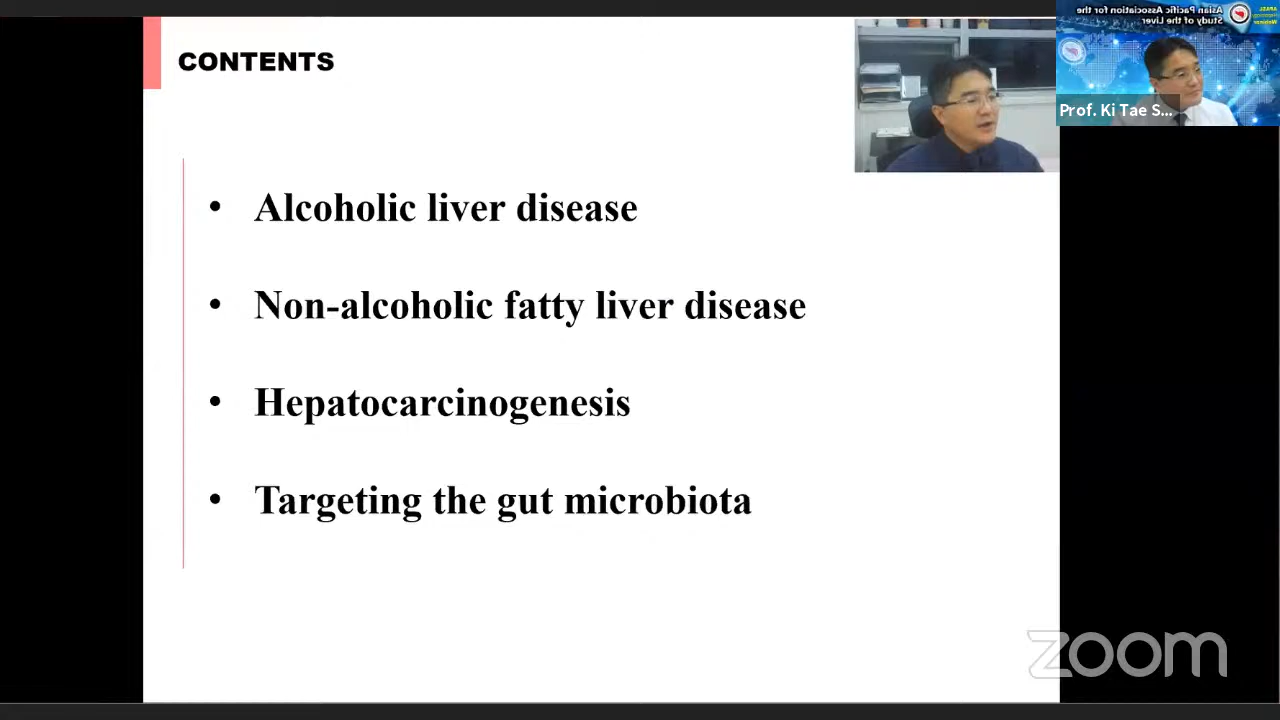 CONTENTS
• Alcoholic liver disease
• Non-alcoholic fatty liver disease
• Hepatocarcinogenesis
• Targeting the gut microbiota
Asian Pacific Association for the
Study of the Liver
Prof. Ki Tae S...
zoom